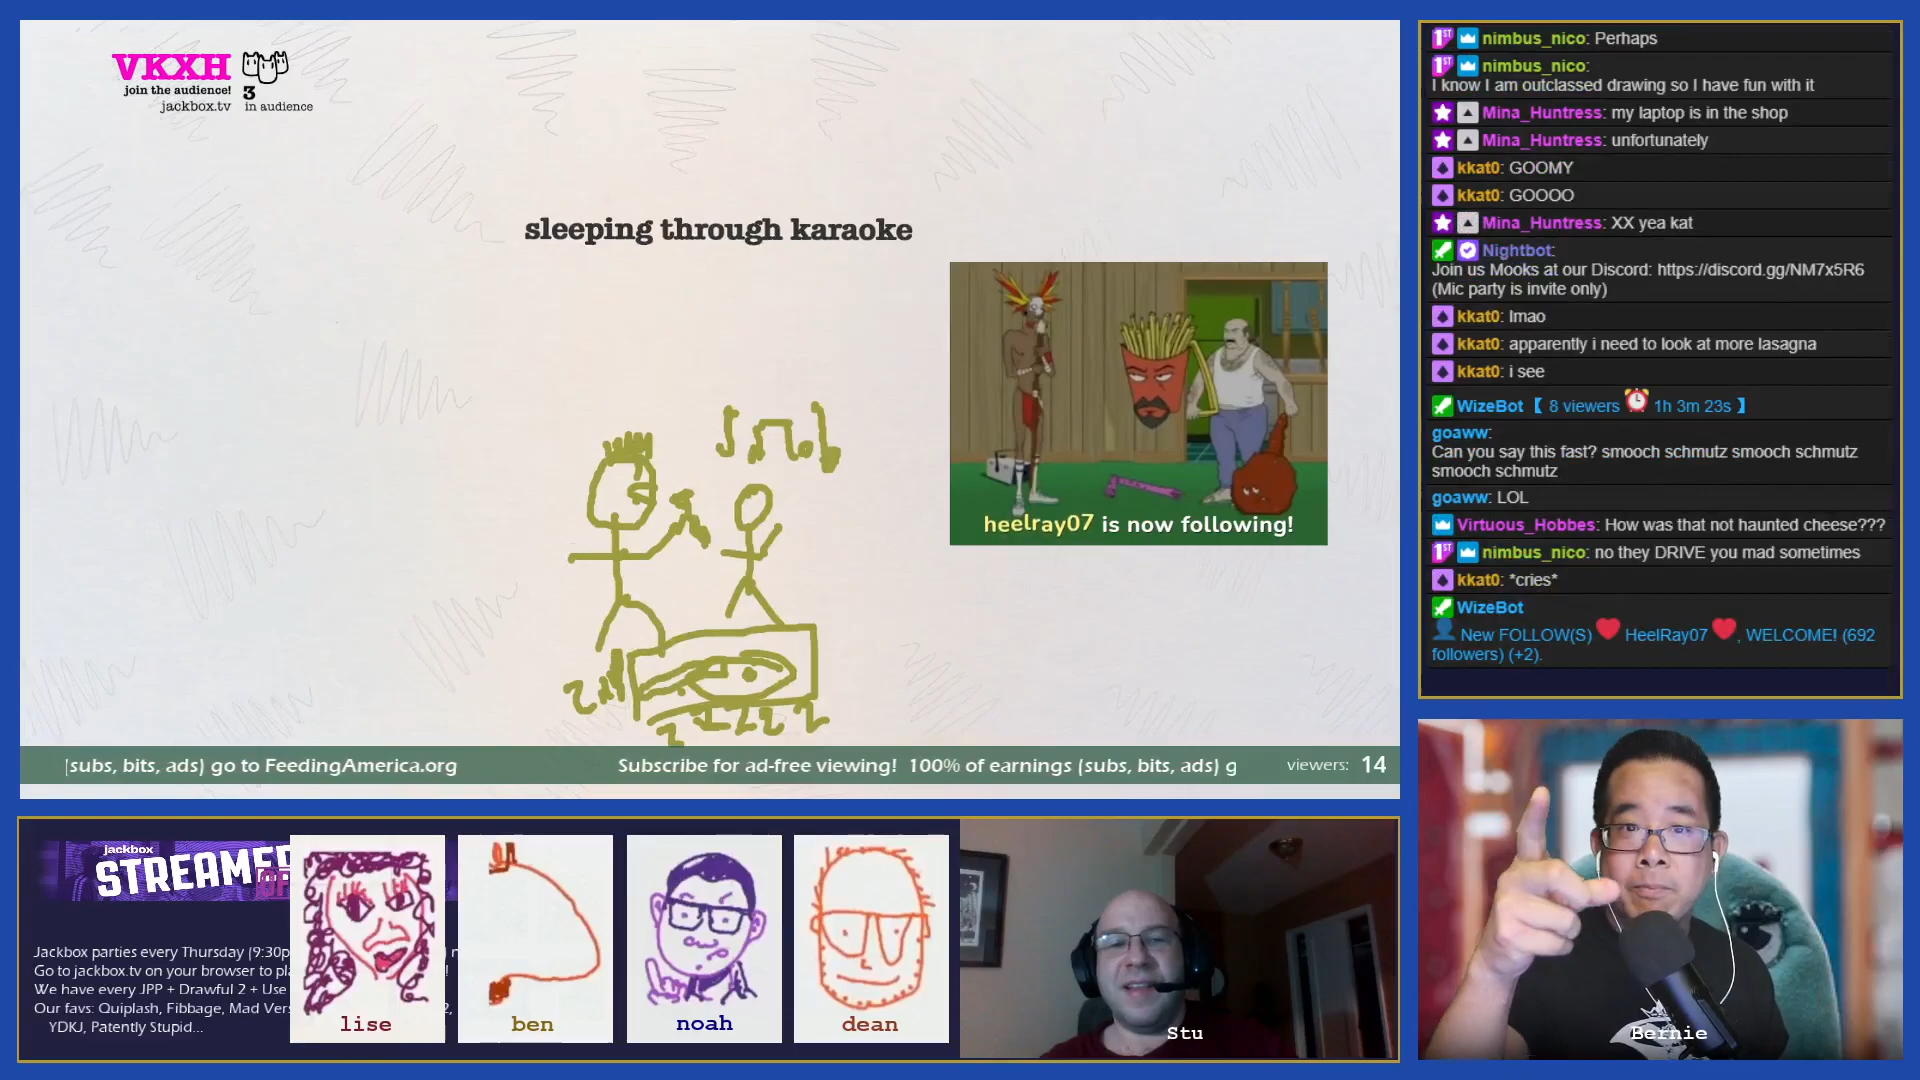 VKXH
join the audience!
jackbox.tv
3
in audience
sleeping through karaoke
heelray07 is now following!
(subs, bits, ads) go to FeedingAmerica.org
Subscribe for ad-free viewing! 100% of earnings (subs, bits, ads) g
viewers: 14
nimbus_nico: Perhaps
nimbus_nico:
I know I am outclassed drawing so I have fun with it
Mina_Huntress: my laptop is in the shop
Mina_Huntress: unfortunately
kkat0: GOOMY
kkat0: GOOOO
Mina_Huntress: XX yea kat
Nightbot:
Join us Mooks at our Discord: https://discord.gg/NM7x5R6
(Mic party is invite only)
kkat0: lmao
kkat0: apparently i need to look at more lasagna
kkat0: i see
WizeBot 【 8 viewers 1h 3m 23s 】
goaww:
Can you say this fast? smooch schmutz smooch schmutz
smooch schmutz
goaww: LOL
Virtuous_Hobbes: How was that not haunted cheese???
nimbus_nico: no they DRIVE you mad sometimes
kkat0: *cries*
WizeBot
New FOLLOW(S) HeelRay07 , WELCOME! (692
followers) (+2).
jackbox
STREAMED
OF
Jackbox parties every Thursday (9:30p
Go to jackbox.tv on your browser to pl
We have every JPP + Drawful 2 + Use
Our favs: Quiplash, Fibbage, Mad Vers
YDKJ, Patently Stupid...
lise
ben
noah
dean
Stu
Bernie